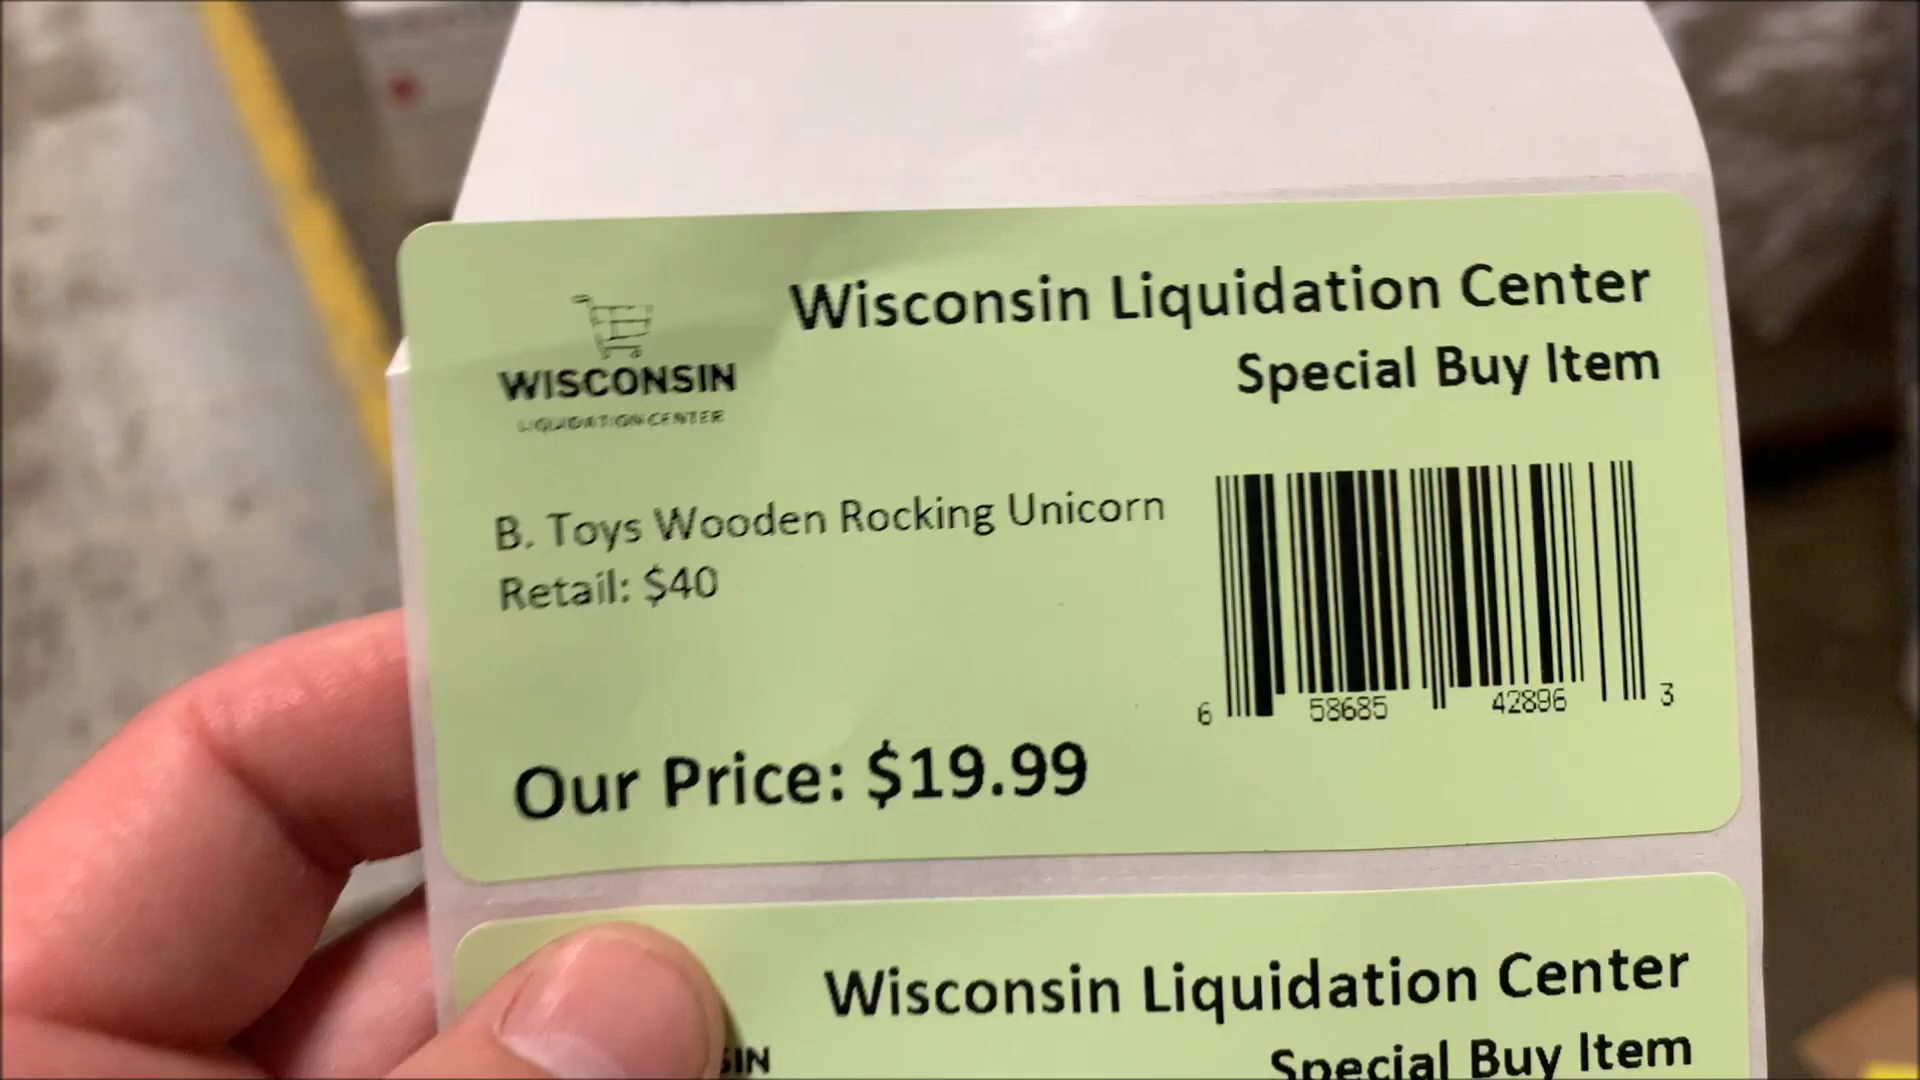 Wisconsin Liquidation Center
Special Buy Item
WISCONSIN
LIQUIDATION CENTER
B. Toys Wooden Rocking Unicorn
Retail: $40
6 58685 42896 3
Our Price: $19.99
Wisconsin Liquidation Center
Special Buy Item
SIN